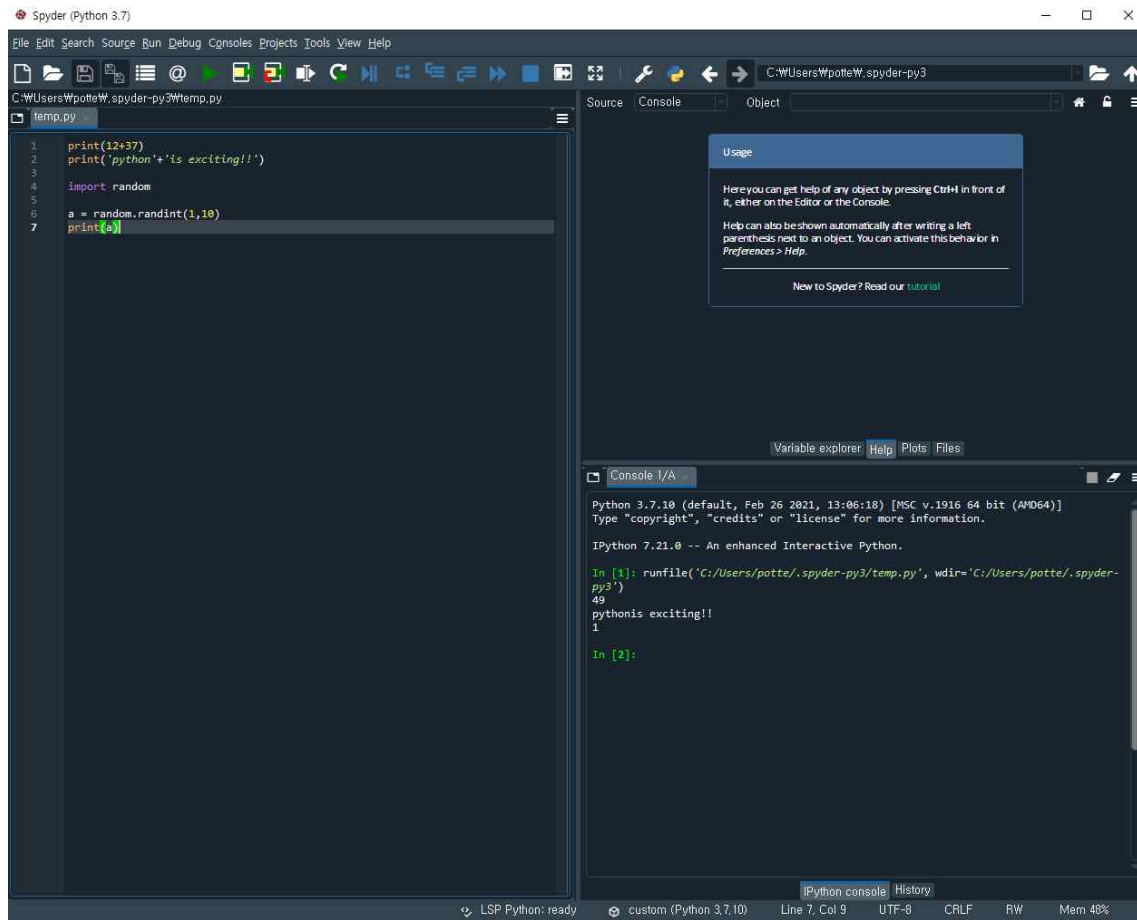 Spyder (Python 3.7)
File Edit Search Source Run Debug Consoles Projects Tools View Help
C:₩Users₩potte₩.spyder-py3
C:₩Users₩potte₩.spyder-py3₩temp.py
temp.py
1 print(12+37)
2 print('python'+'is exciting!!')
3
4 import random
5
6 a = random.randint(1,10)
7 print(a)
Source Console Object
Usage
Here you can get help of any object by pressing Ctrl+I in front of
it, either on the Editor or the Console.
Help can also be shown automatically after writing a left
parenthesis next to an object. You can activate this behavior in
Preferences > Help.
New to Spyder? Read our tutorial
Variable explorer Help Plots Files
Console 1/A
Python 3.7.10 (default, Feb 26 2021, 13:06:18) [MSC v.1916 64 bit (AMD64)]
Type "copyright", "credits" or "license" for more information.
IPython 7.21.0 -- An enhanced Interactive Python.
In [1]: runfile('C:/Users/potte/.spyder-py3/temp.py', wdir='C:/Users/potte/.spyder-
py3')
49
pythonis exciting!!
1
In [2]:
IPython console History
LSP Python: ready custom (Python 3.7.10) Line 7, Col 9 UTF-8 CRLF RW Mem 48%